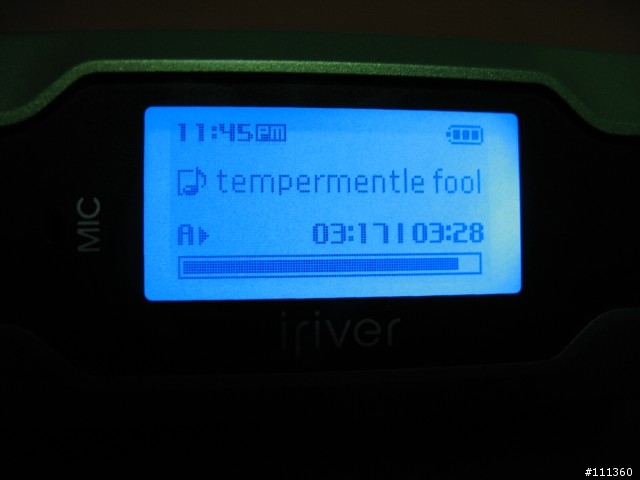 11:45 PM
tempermentle fool
A 03:17 | 03:28
MIC
iriver
#111360